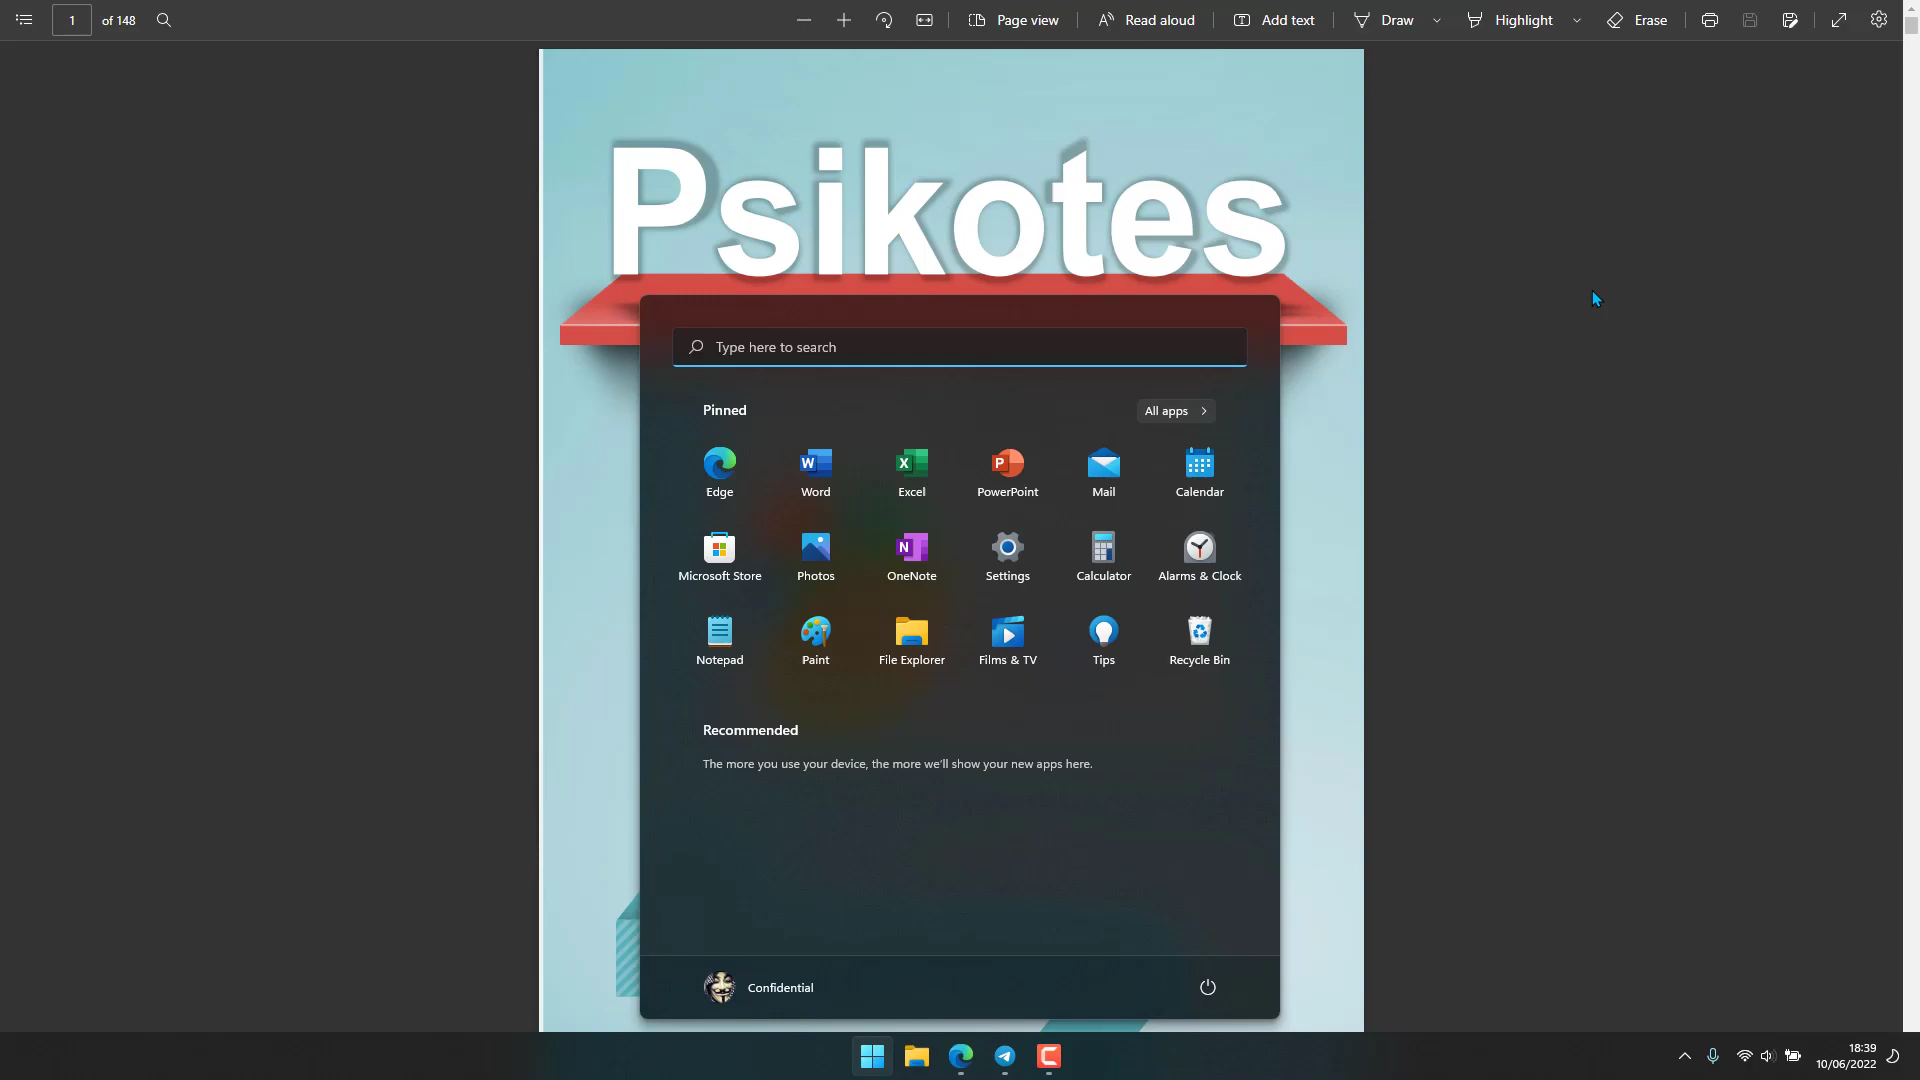 1 of 148 Page view Read aloud Add text Draw Highlight Erase
Psikotes
Type here to search
Pinned All apps
Edge Word Excel PowerPoint Mail Calendar
Microsoft Store Photos OneNote Settings Calculator Alarms & Clock
Notepad Paint File Explorer Films & TV Tips Recycle Bin
Recommended
The more you use your device, the more we'll show your new apps here.
Confidential
18:39
10/06/2022